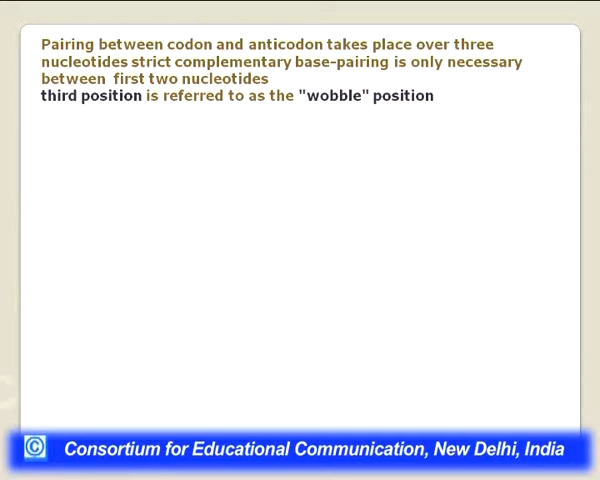 Pairing between codon and anticodon takes place over three
nucleotides strict complementary base-pairing is only necessary
between first two nucleotides
third position is referred to as the "wobble" position
© Consortium for Educational Communication, New Delhi, India